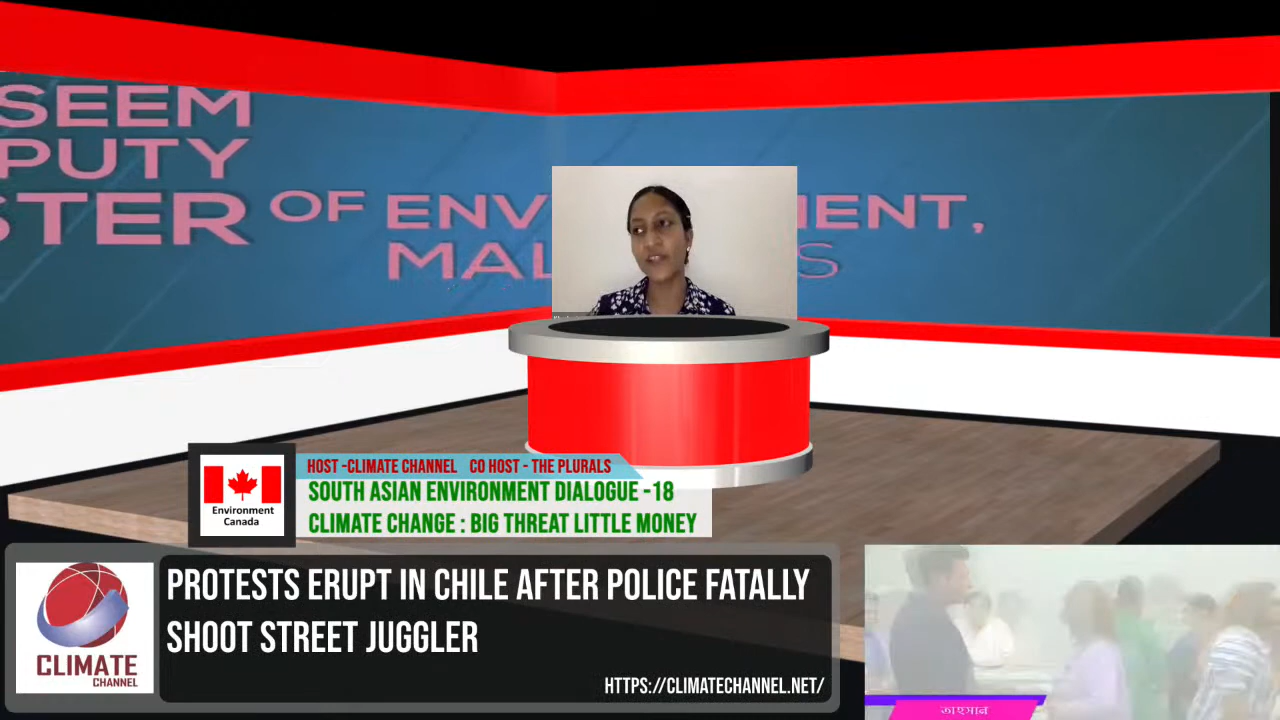 SEEM
PUTY
STER OF ENV MENT,
MAL S
Environment
Canada
HOST -CLIMATE CHANNEL CO HOST - THE PLURALS
SOUTH ASIAN ENVIRONMENT DIALOGUE -18
CLIMATE CHANGE : BIG THREAT LITTLE MONEY
CLIMATE
CHANNEL
PROTESTS ERUPT IN CHILE AFTER POLICE FATALLY
SHOOT STREET JUGGLER
HTTPS://CLIMATECHANNEL.NET/
তাহসান